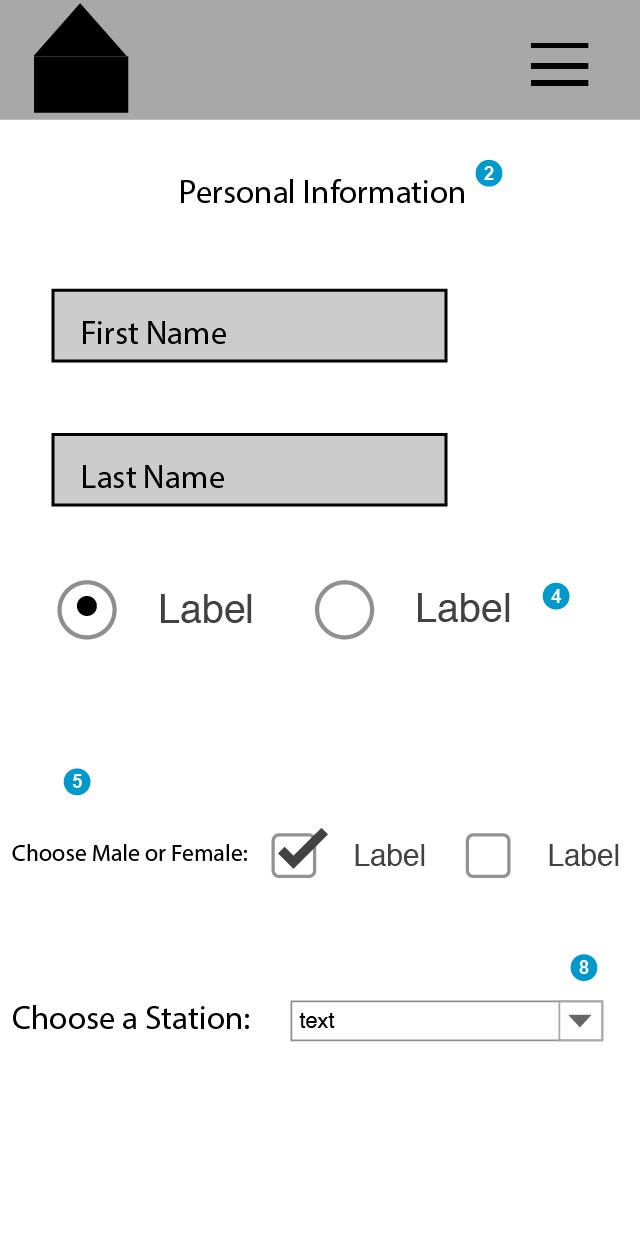 Personal Information 2
First Name
Last Name
Label Label 4
5
Choose Male or Female: Label Label
8
Choose a Station: text